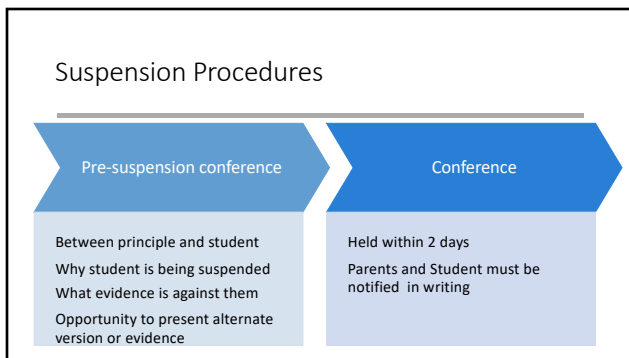 Suspension Procedures
Pre-suspension conference
Between principle and student
Why student is being suspended
What evidence is against them
Opportunity to present alternate
version or evidence
Conference
Held within 2 days
Parents and Student must be
notified in writing